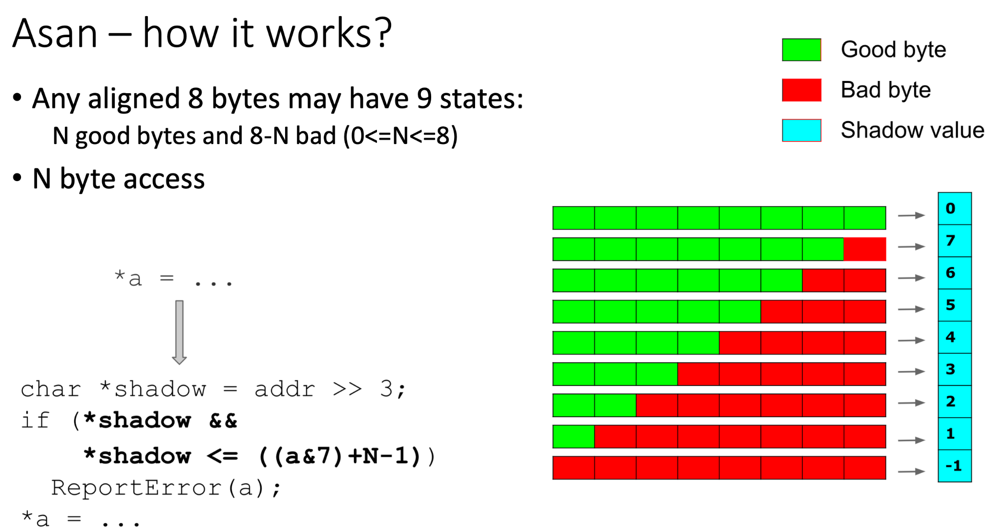 Asan – how it works?
• Any aligned 8 bytes may have 9 states:
N good bytes and 8-N bad (0<=N<=8)
• N byte access
*a = ...
char *shadow = addr >> 3;
if (*shadow &&
*shadow <= ((a&7)+N-1))
ReportError(a);
*a = ...
Good byte
Bad byte
Shadow value
0
7
6
5
4
3
2
1
-1